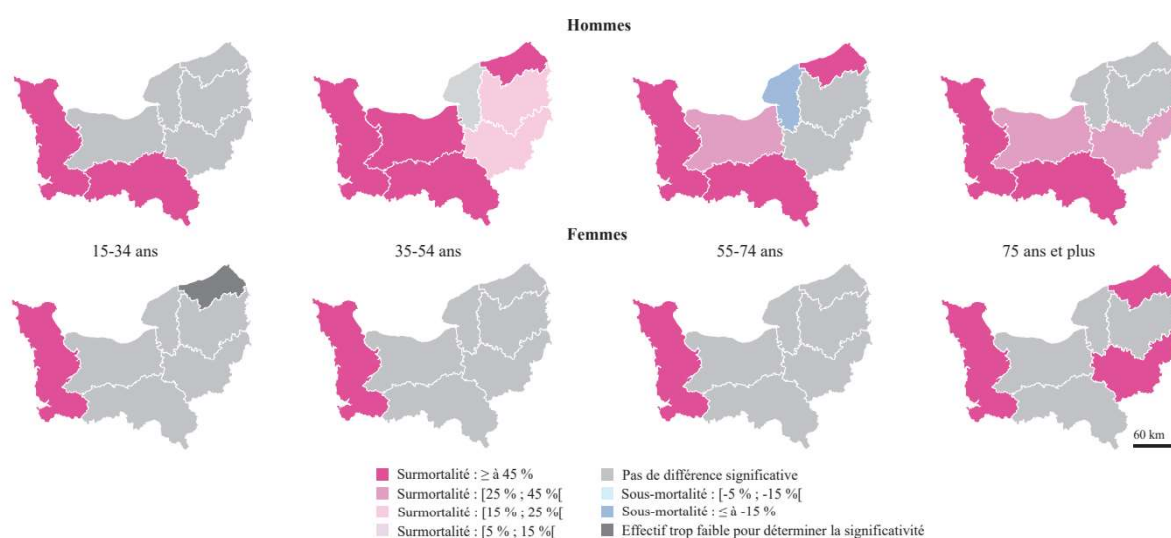 Hommes
Femmes
15-34 ans
35-54 ans
55-74 ans
75 ans et plus
60 km
Surmortalité : ≥ à 45 %
Surmortalité : [25 % ; 45 %[
Surmortalité : [15 % ; 25 %[
Surmortalité : [5 % ; 15 %[
Pas de différence significative
Sous-mortalité : [-5 % ; -15 %[
Sous-mortalité : ≤ à -15 %
Effectif trop faible pour déterminer la significativité